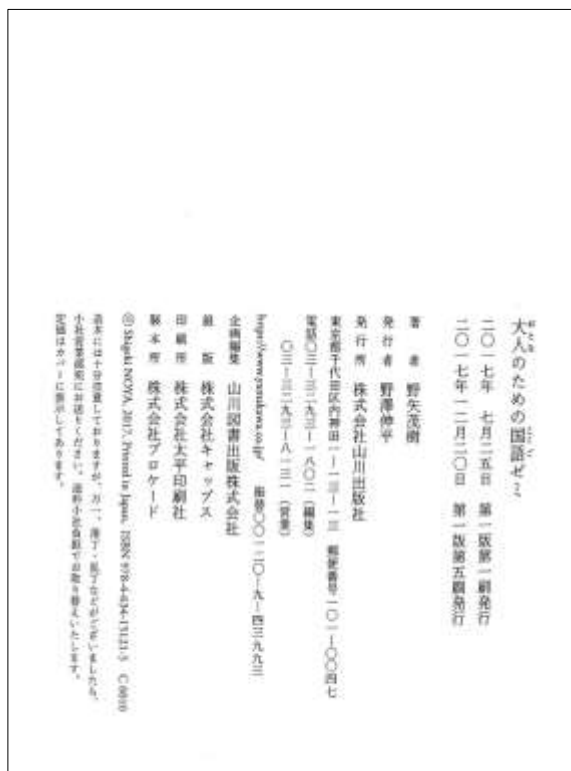 大人のための国語ゼミ
二〇一七年　七月二五日　第一版第一刷発行
二〇一七年一二月二〇日　第一版第五刷発行
著　者　野矢茂樹
発行者　野澤伸平
発行所　株式会社山川出版社
東京都千代田区内神田一―一三―一三　郵便番号一〇一―〇〇四七
電話〇三―三二九三―一八〇二（編集）
〇三―三二九三―八一三一（営業）
https://www.yamakawa.co.jp/　振替〇〇一二〇―九―四三九九三
企画編集　山川図書出版株式会社
組　版　株式会社キャップス
印刷所　株式会社太平印刷社
製本所　株式会社ブロケード
© Shigeki NOYA, 2017, Printed in Japan, ISBN 978-4-634-15121-5　C 0010
造本には十分注意しておりますが、万一、落丁・乱丁などがございましたら、
小社営業部宛にお送りください。送料小社負担でお取り替えいたします。
定価はカバーに表示してあります。